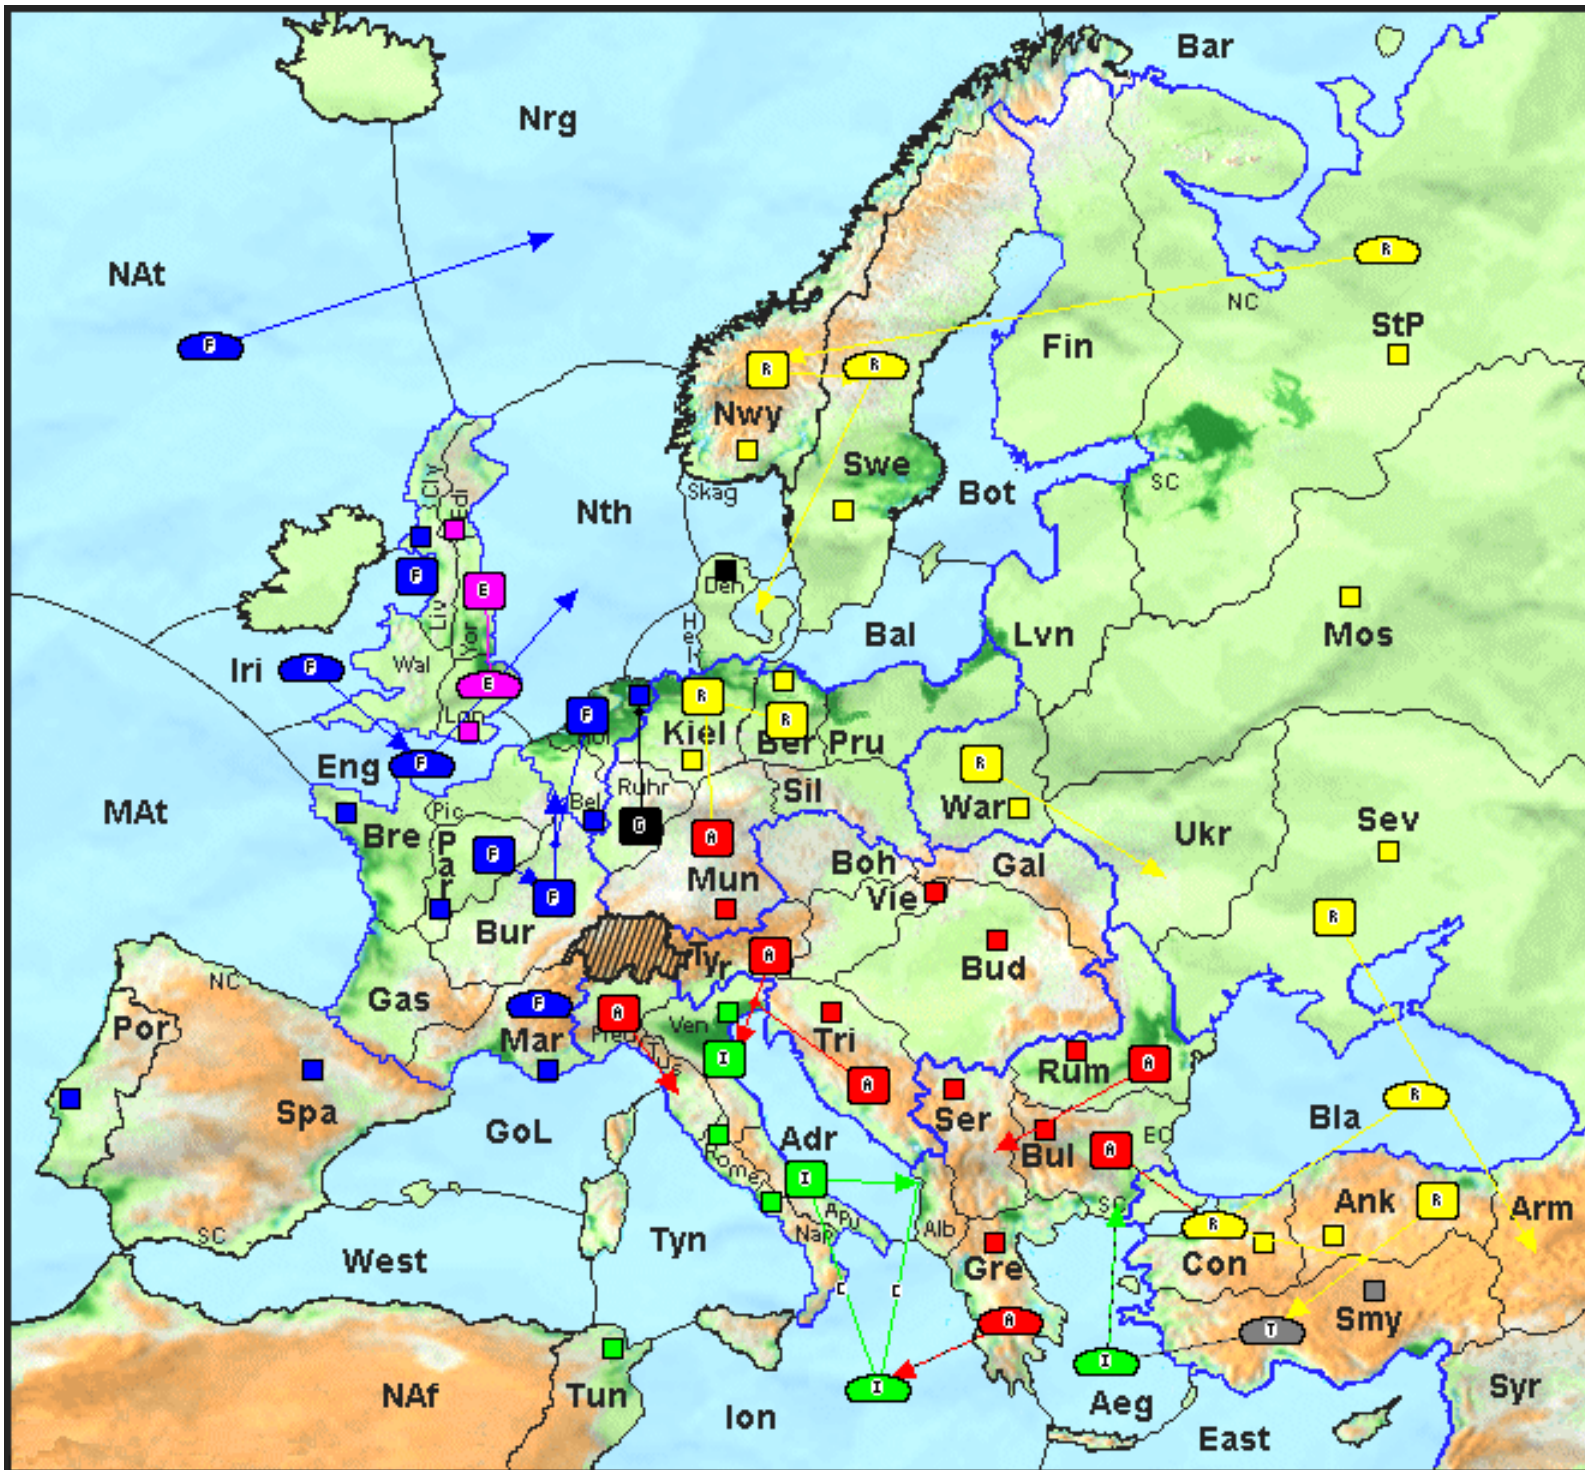 Bar
Nrg
R
NAt
NC
StP
F
Fin
R
R
Nwy
Swe
Cly
Edl
Skag
Bot
SC
Nth
F
E
Den
Liv
Yor
Hel
Bal
Lvn
Mos
Iri
F
Wal
E
R
Lon
F
Hol
Kiel
R
Ber
Pru
Eng
F
R
Ruhr
Sil
Bel
Pic
War
MAt
Bre
Par
G
A
Ukr
Sev
F
Mun
Boh
Gal
Vie
F
R
Bur
Tyr
A
Bud
NC
Gas
F
A
Por
Mar
Pied
Ven
Tri
Tus
I
Rum
A
A
Spa
GoL
Ser
R
Bla
Adr
Bul
A
EC
Rome
I
Ank
R
Arm
SC
Apu
Alb
SC
R
Nap
West
Tyn
Gre
Con
C
C
Smy
A
T
I
I
NAf
Tun
Ion
Aeg
Syr
East